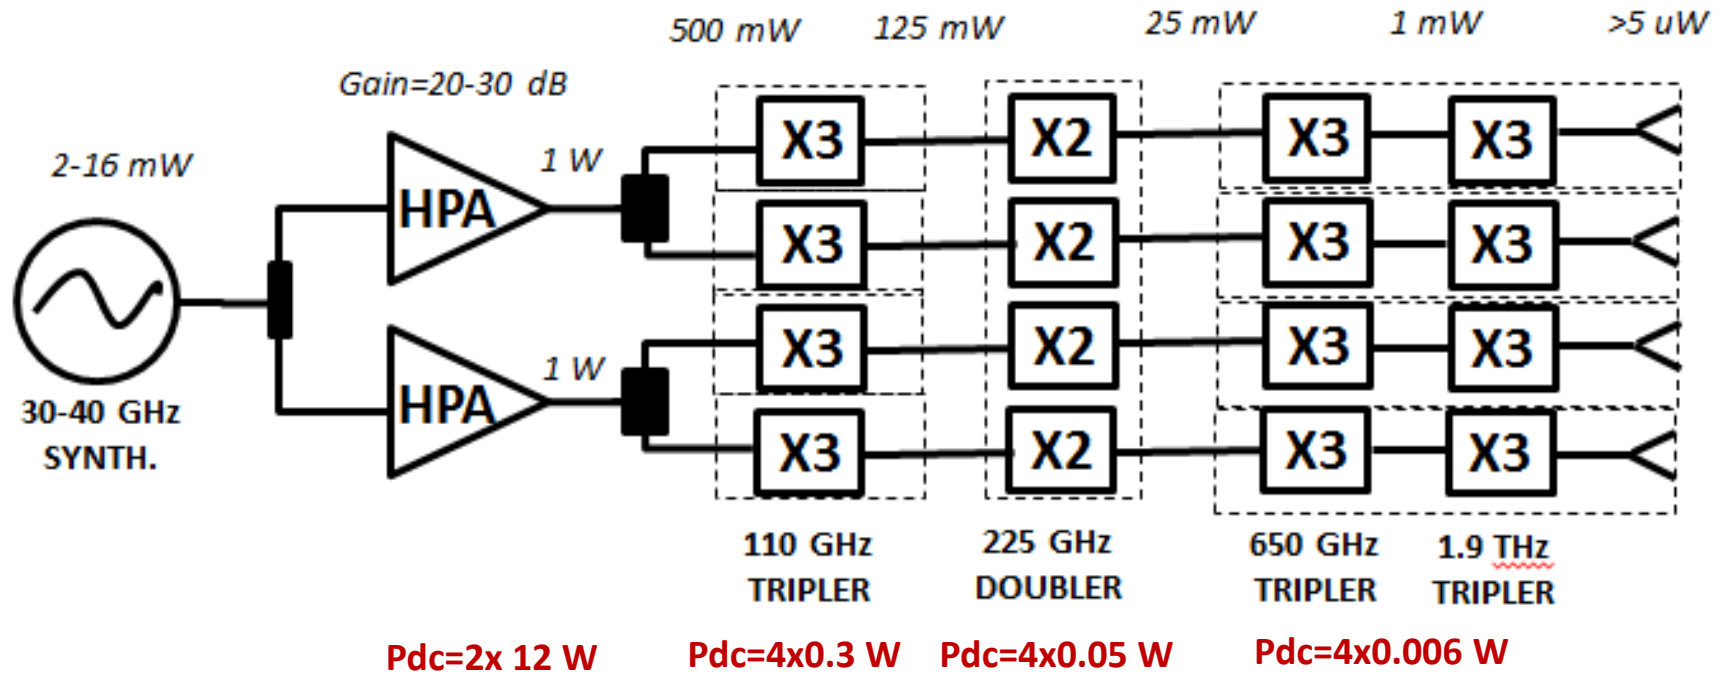 500 mW 125 mW 25 mW 1 mW >5 uW
Gain=20-30 dB
2-16 mW
1 W
HPA
X3 X2 X3 X3
X3 X2 X3 X3
1 W
HPA
X3 X2 X3 X3
X3 X2 X3 X3
30-40 GHz
SYNTH.
110 GHz
TRIPLER
225 GHz
DOUBLER
650 GHz
TRIPLER
1.9 THz
TRIPLER
Pdc=2x 12 W
Pdc=4x0.3 W
Pdc=4x0.05 W
Pdc=4x0.006 W